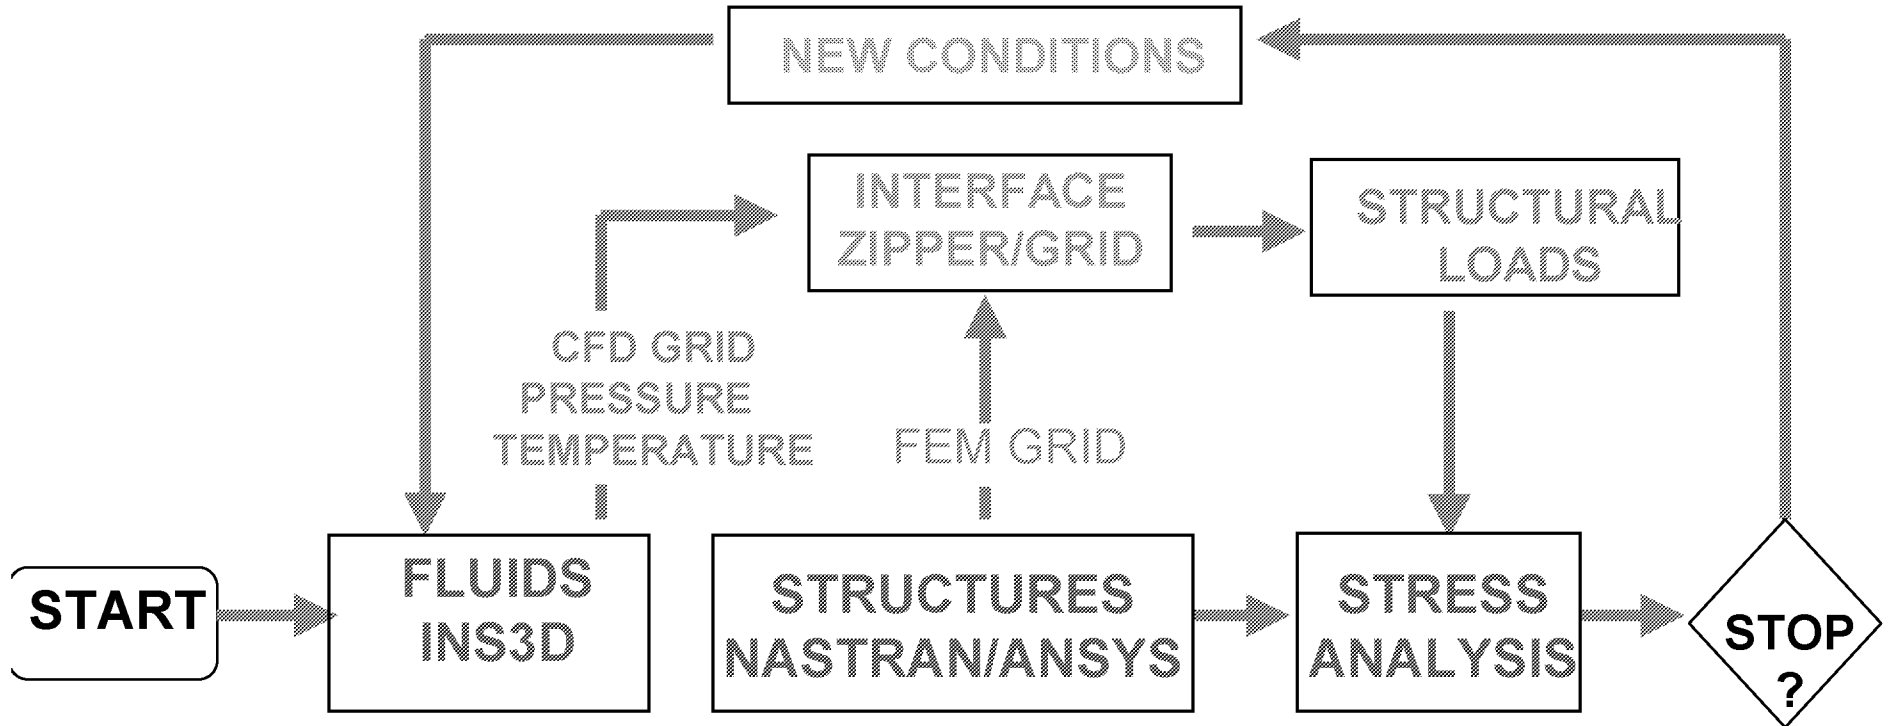 NEW CONDITIONS
INTERFACE
ZIPPER/GRID
STRUCTURAL
LOADS
CFD GRID
PRESSURE
TEMPERATURE
FEM GRID
START
FLUIDS
INS3D
STRUCTURES
NASTRAN/ANSYS
STRESS
ANALYSIS
STOP
?